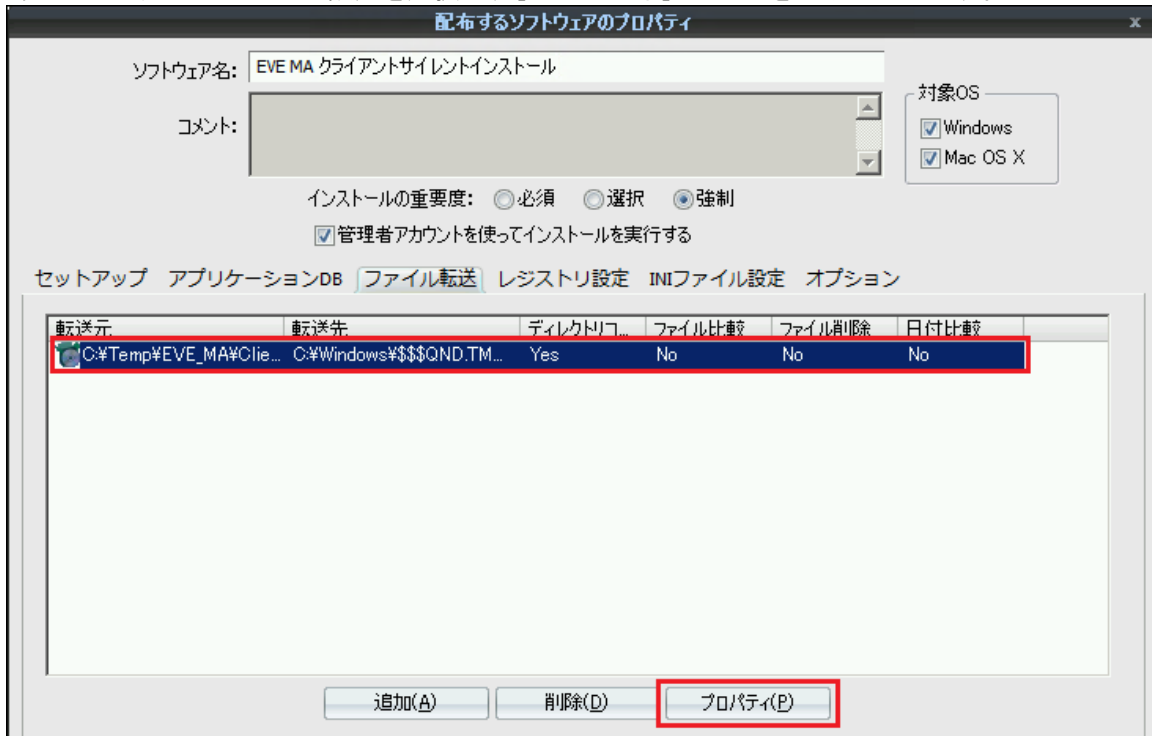 配布するソフトウェアのプロパティ x
ソフトウェア名: EVE MA クライアントサイレントインストール
コメント:
対象OS
Windows
Mac OS X
インストールの重要度: 必須 選択 強制
管理者アカウントを使ってインストールを実行する
セットアップ アプリケーションDB ファイル転送 レジストリ設定 INIファイル設定 オプション
転送元 転送先 ディレクトリコ... ファイル比較 ファイル削除 日付比較
C:¥Temp¥EVE_MA¥Clie... C:¥Windows¥$$$QND.TM... Yes No No No
追加(A) 削除(D) プロパティ(P)